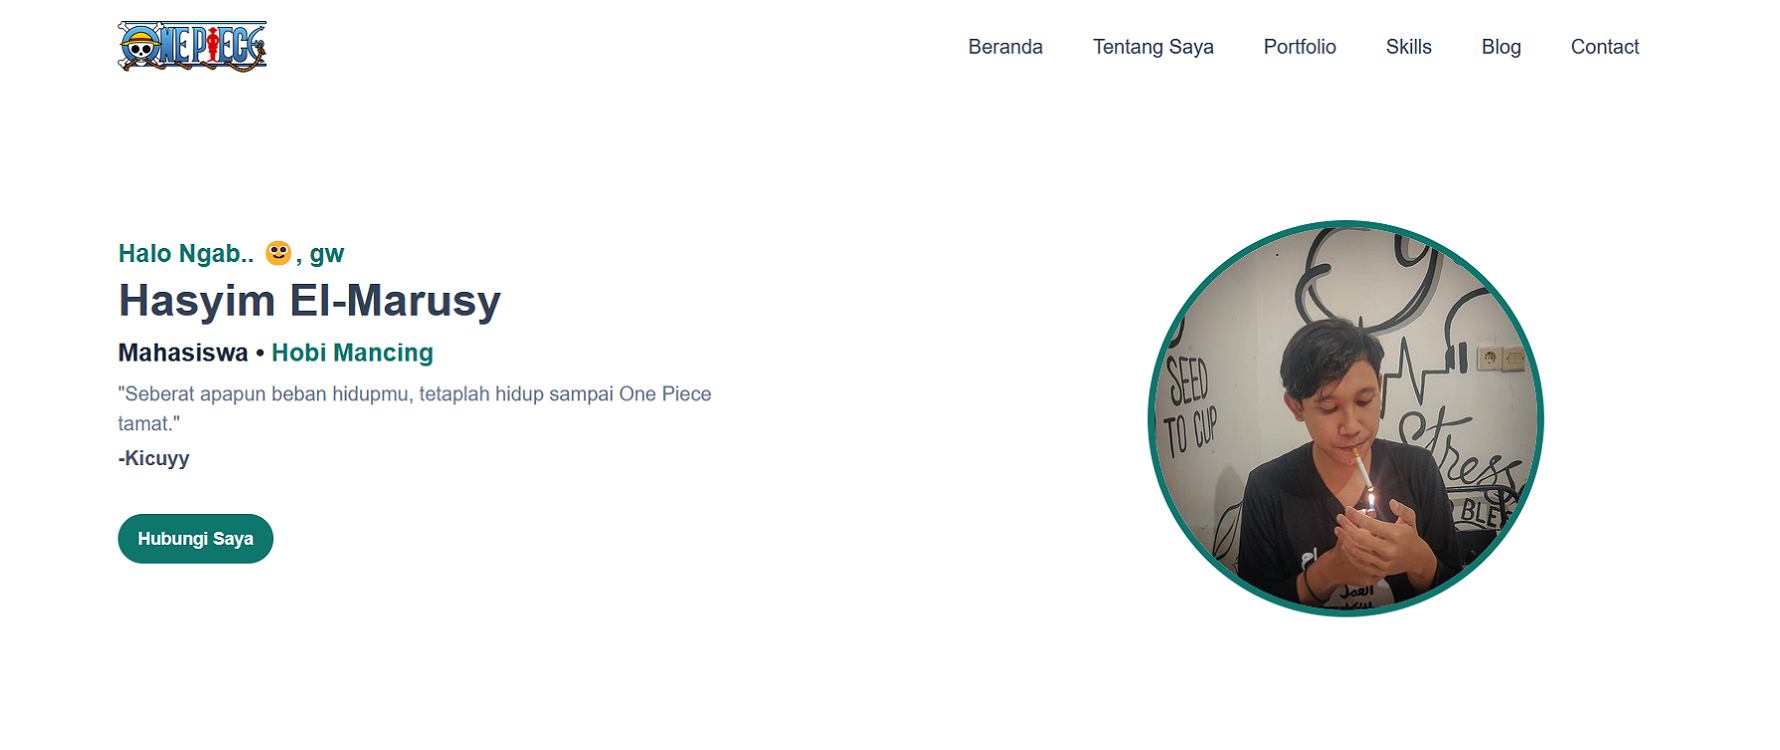 ONE PIECE
Beranda Tentang Saya Portfolio Skills Blog Contact
Halo Ngab.. 🙂, gw
Hasyim El-Marusy
Mahasiswa • Hobi Mancing
"Seberat apapun beban hidupmu, tetaplah hidup sampai One Piece
tamat."
-Kicuyy
Hubungi Saya
SEED
TO CUP
Stress
BLE
العمل